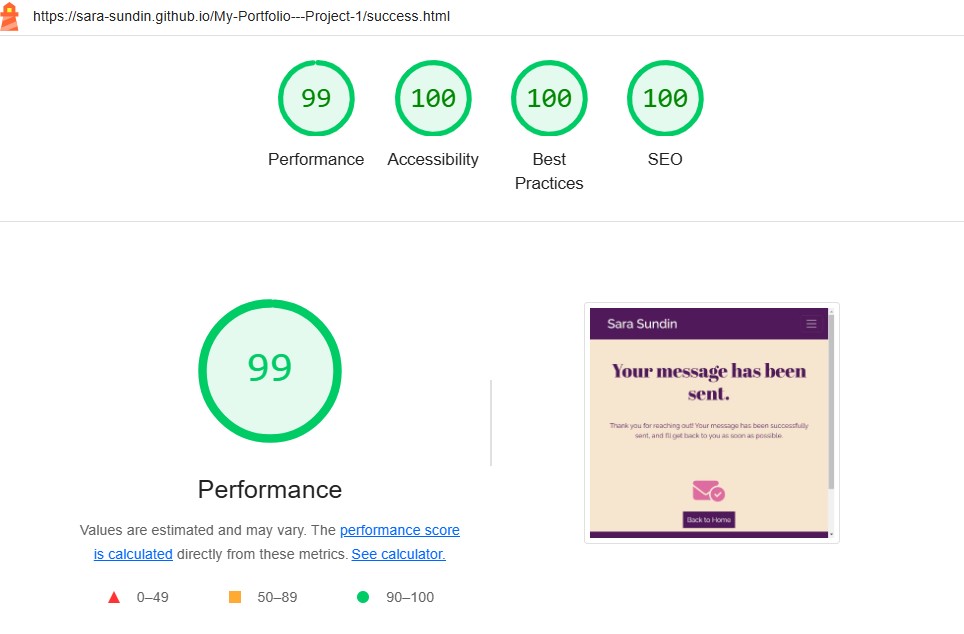 https://sara-sundin.github.io/My-Portfolio---Project-1/success.html
99
100
100
100
Performance
Accessibility
Best
Practices
SEO
99
Performance
Values are estimated and may vary. The performance score
is calculated directly from these metrics. See calculator.
0–49
50–89
90–100
Sara Sundin
Your message has been
sent.
Thank you for reaching out! Your message has been successfully
sent, and I'll get back to you as soon as possible.
Back to Home